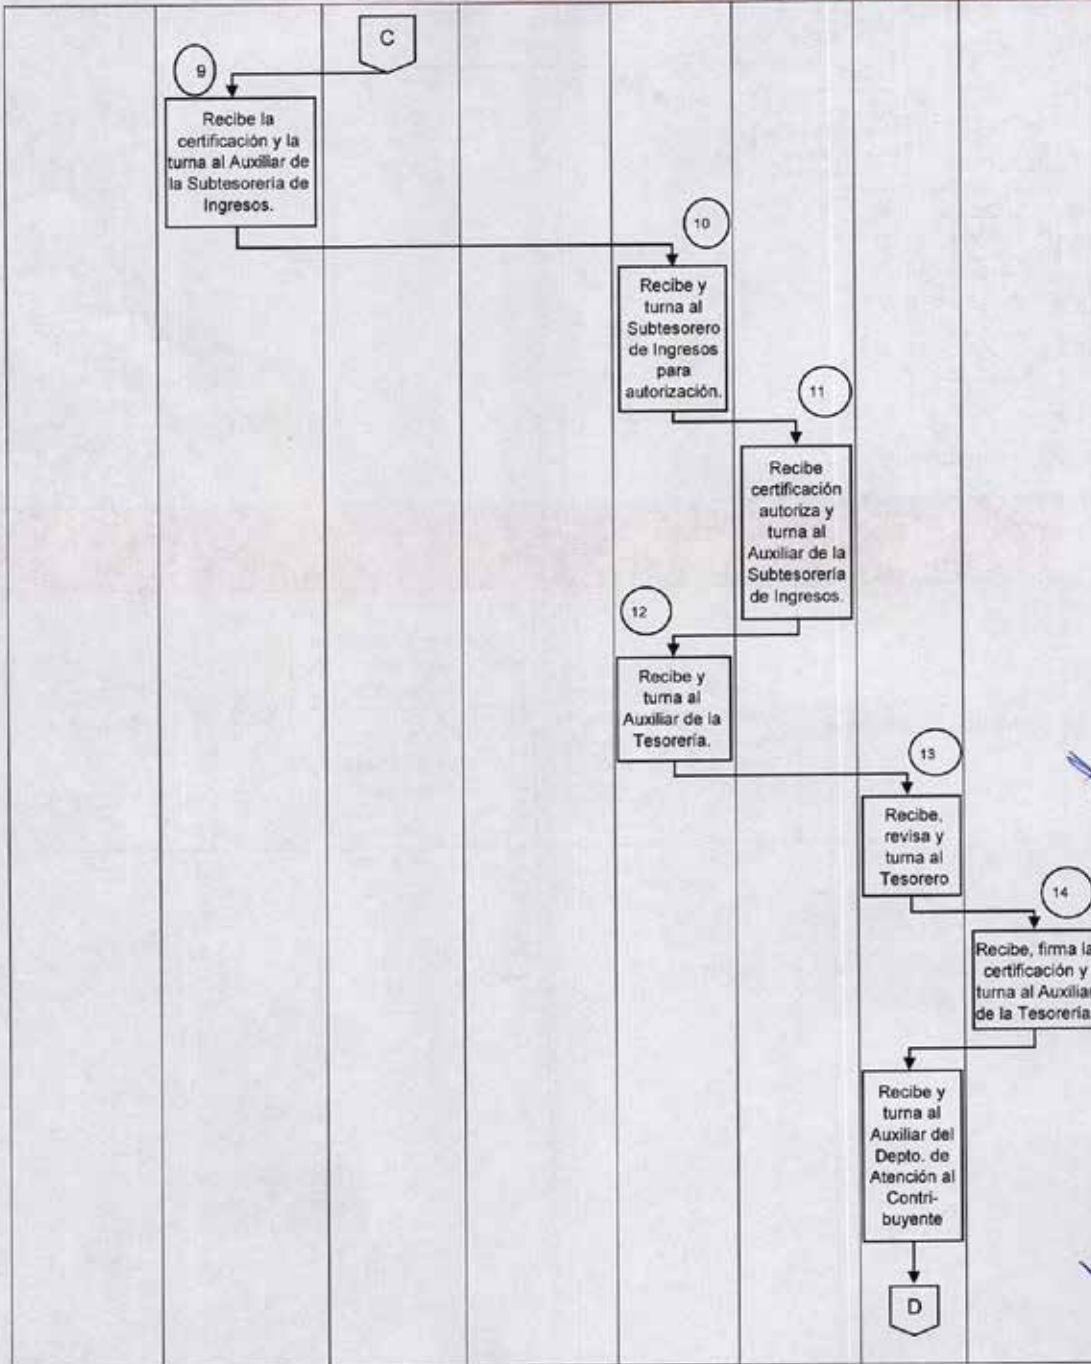 C
9
Recibe la
certificación y la
turna al Auxiliar de
la Subtesorería de
Ingresos.
10
Recibe y
turna al
Subtesorero
de Ingresos
para
autorización.
11
Recibe
certificación
autoriza y
turna al
Auxiliar de la
Subtesorería
de Ingresos.
12
Recibe y
turna al
Auxiliar de la
Tesorería.
13
Recibe,
revisa y
turna al
Tesorero
14
Recibe, firma la
certificación y
turna al Auxiliar
de la Tesorería
Recibe y
turna al
Auxiliar del
Depto. de
Atención al
Contri-
buyente
D